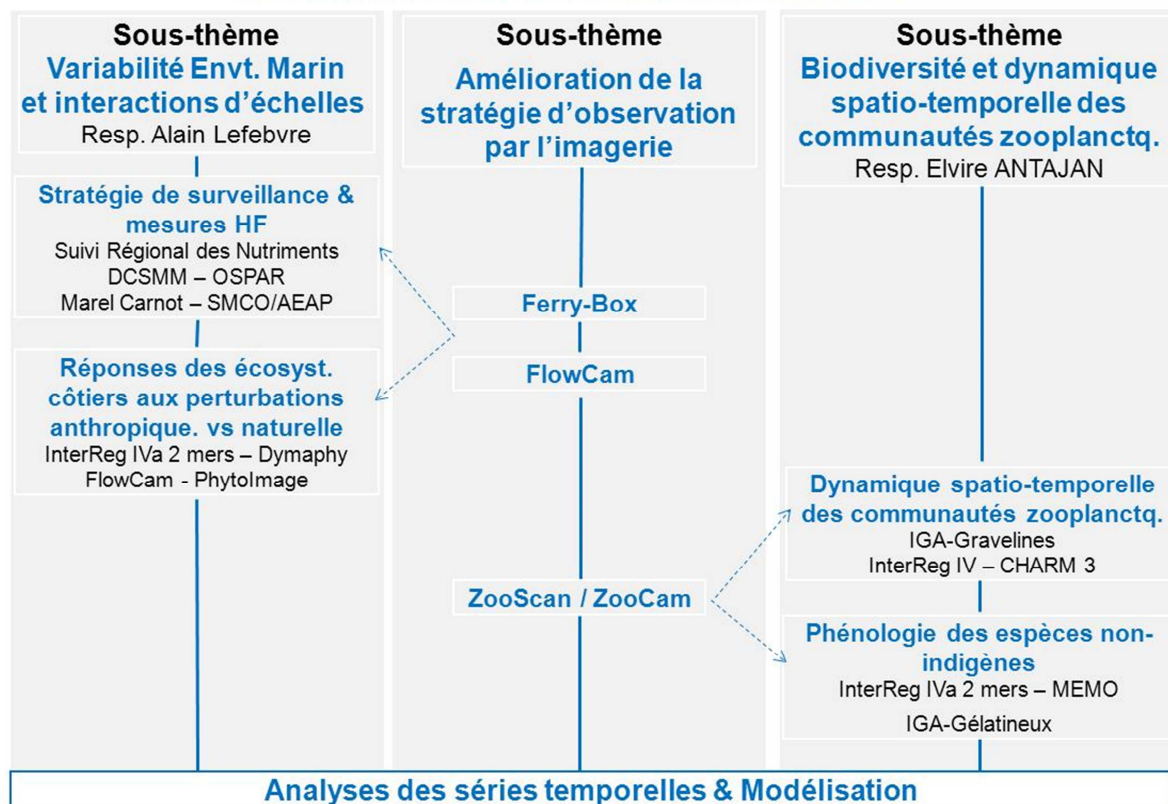 Sous-thème
Variabilité Envt. Marin
et interactions d'échelles
Resp. Alain Lefebvre
Stratégie de surveillance &
mesures HF
Suivi Régional des Nutriments
DCSMM – OSPAR
Marel Carnot – SMCO/AEAP
Réponses des écosyst.
côtiers aux perturbations
anthropique. vs naturelle
InterReg IVa 2 mers – Dymaphy
FlowCam - PhytoImage
Sous-thème
Amélioration de la
stratégie d'observation
par l'imagerie
Ferry-Box
FlowCam
ZooScan / ZooCam
Sous-thème
Biodiversité et dynamique
spatio-temporelle des
communautés zooplanctq.
Resp. Elvire ANTAJAN
Dynamique spatio-temporelle
des communautés zooplanctq.
IGA-Gravelines
InterReg IV – CHARM 3
Phénologie des espèces non-
indigènes
InterReg IVa 2 mers – MEMO
IGA-Gélatineux
Analyses des séries temporelles & Modélisation